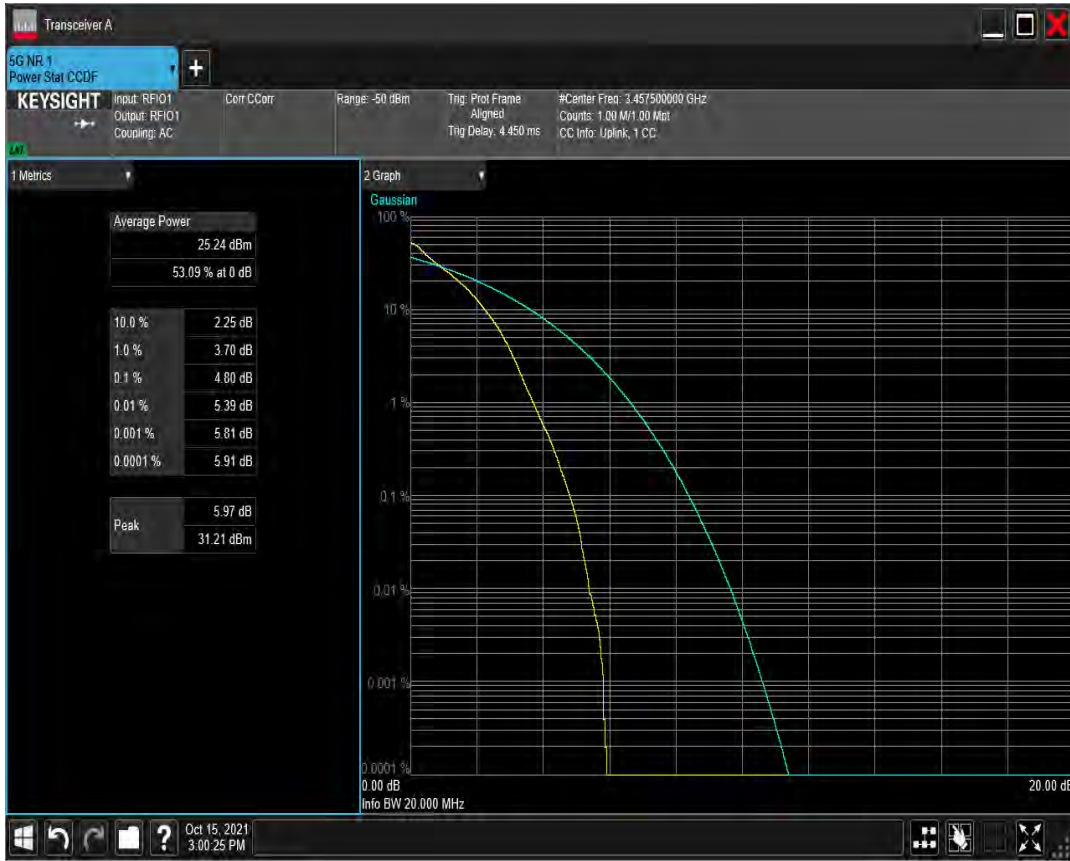 Transceiver A
5G NR 1
Power Stat CCDF
+
KEYSIGHT
Input: RFIO1
Output: RFIO1
Coupling: AC
Corr CCorr
Range: -50 dBm
Trig: Prot Frame
Aligned
Trig Delay: 4.450 ms
#Center Freq: 3.457500000 GHz
Counts: 1.00 M/1.00 Mpt
CC Info: Uplink, 1 CC
1 Metrics
Average Power
25.24 dBm
53.09 % at 0 dB
10.0 % 2.25 dB
1.0 % 3.70 dB
0.1 % 4.80 dB
0.01 % 5.39 dB
0.001 % 5.81 dB
0.0001 % 5.91 dB
Peak
5.97 dB
31.21 dBm
2 Graph
Gaussian
100 %
10 %
1 %
0.1 %
0.01 %
0.001 %
0.0001 %
0.00 dB
20.00 dB
Info BW 20.000 MHz
?
Oct 15, 2021
3:00:25 PM